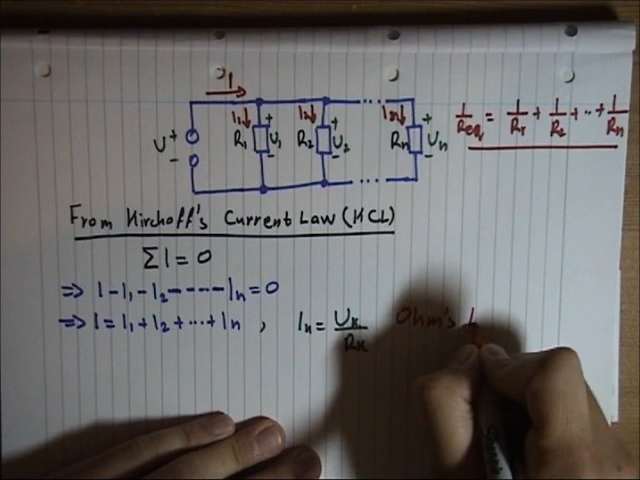 I
I₁ I₂ ... Iₙ
U + - R₁ + U₁ - R₂ + U₂ - Rₙ + Uₙ -
1/Req = 1/R₁ + 1/R₂ + ... + 1/Rₙ
From Kirchoff's Current Law (KCL)
ΣI = 0
⇒ I - I₁ - I₂ ----- Iₙ = 0
⇒ I = I₁ + I₂ + ... + Iₙ , Iₖ = Uₖ/Rₖ Ohm's